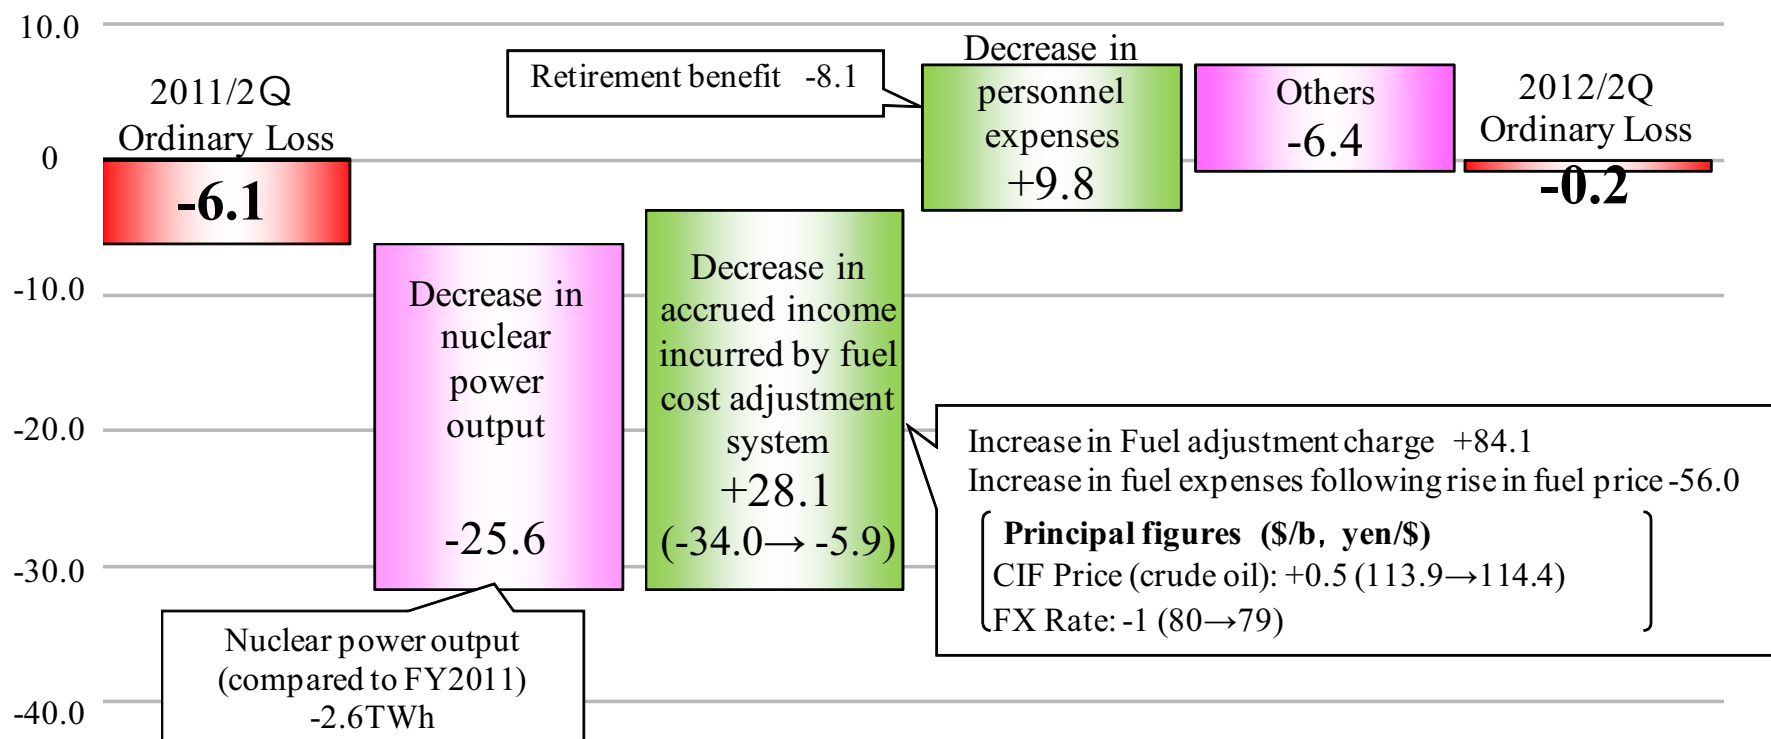 10.0
0
-10.0
-20.0
-30.0
-40.0
2011/2Q
Ordinary Loss
-6.1
Decrease in
nuclear
power
output
-25.6
Nuclear power output
(compared to FY2011)
-2.6TWh
Decrease in
accrued income
incurred by fuel
cost adjustment
system
+28.1
(-34.0→ -5.9)
Increase in Fuel adjustment charge +84.1
Increase in fuel expenses following rise in fuel price -56.0
Principal figures ($/b, yen/$)
CIF Price (crude oil): +0.5 (113.9→114.4)
FX Rate: -1 (80→79)
Retirement benefit -8.1
Decrease in
personnel
expenses
+9.8
Others
-6.4
2012/2Q
Ordinary Loss
-0.2